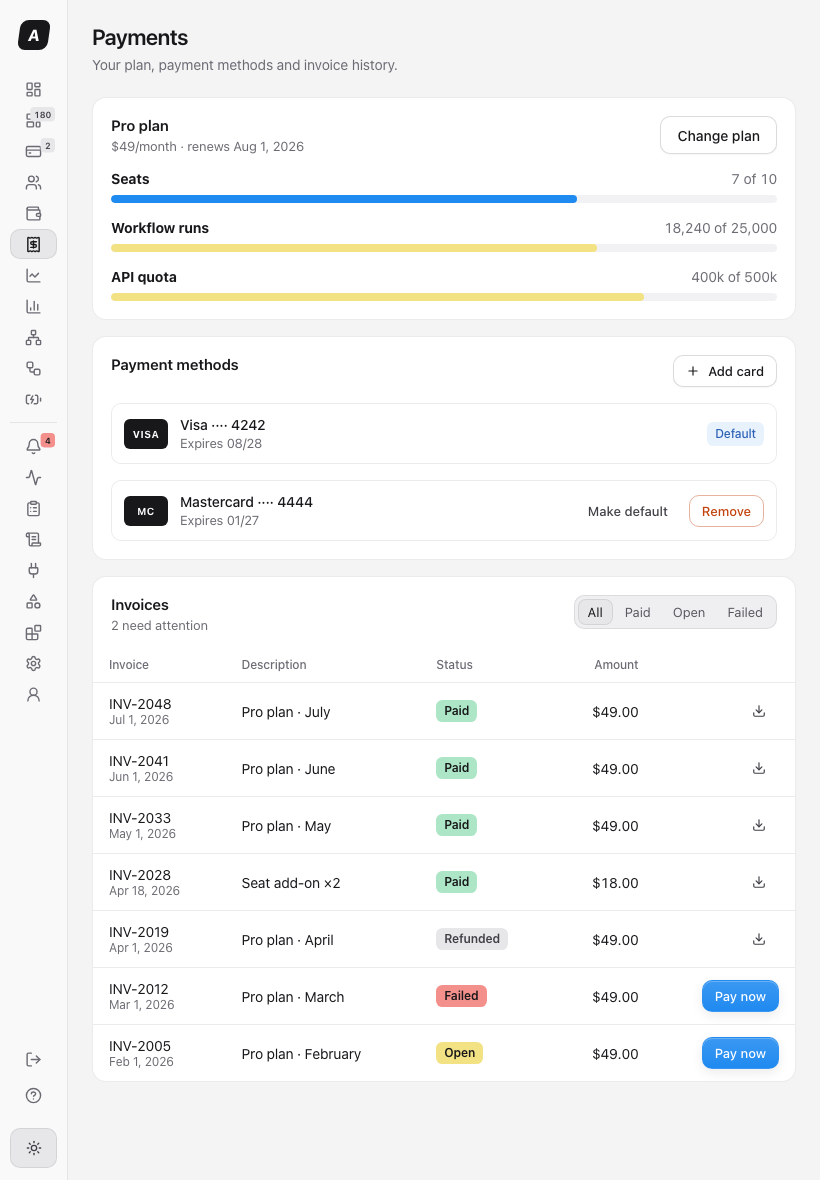 A
180
2
4
Payments
Your plan, payment methods and invoice history.
Pro plan
$49/month · renews Aug 1, 2026
Change plan
Seats
7 of 10
Workflow runs
18,240 of 25,000
API quota
400k of 500k
Payment methods
Add card
VISA
Visa ···· 4242
Expires 08/28
Default
MC
Mastercard ···· 4444
Expires 01/27
Make default
Remove
Invoices
2 need attention
All Paid Open Failed
Invoice Description Status Amount
INV-2048
Jul 1, 2026
Pro plan · July
Paid
$49.00
INV-2041
Jun 1, 2026
Pro plan · June
Paid
$49.00
INV-2033
May 1, 2026
Pro plan · May
Paid
$49.00
INV-2028
Apr 18, 2026
Seat add-on ×2
Paid
$18.00
INV-2019
Apr 1, 2026
Pro plan · April
Refunded
$49.00
INV-2012
Mar 1, 2026
Pro plan · March
Failed
$49.00
Pay now
INV-2005
Feb 1, 2026
Pro plan · February
Open
$49.00
Pay now